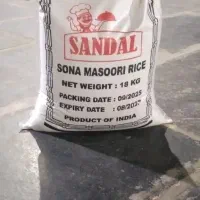 SANDAL
SONA MASOORI RICE
NET WEIGHT : 18 KG
PACKING DATE : 09/2025
EXPIRY DATE : 08/2027
PRODUCT OF INDIA